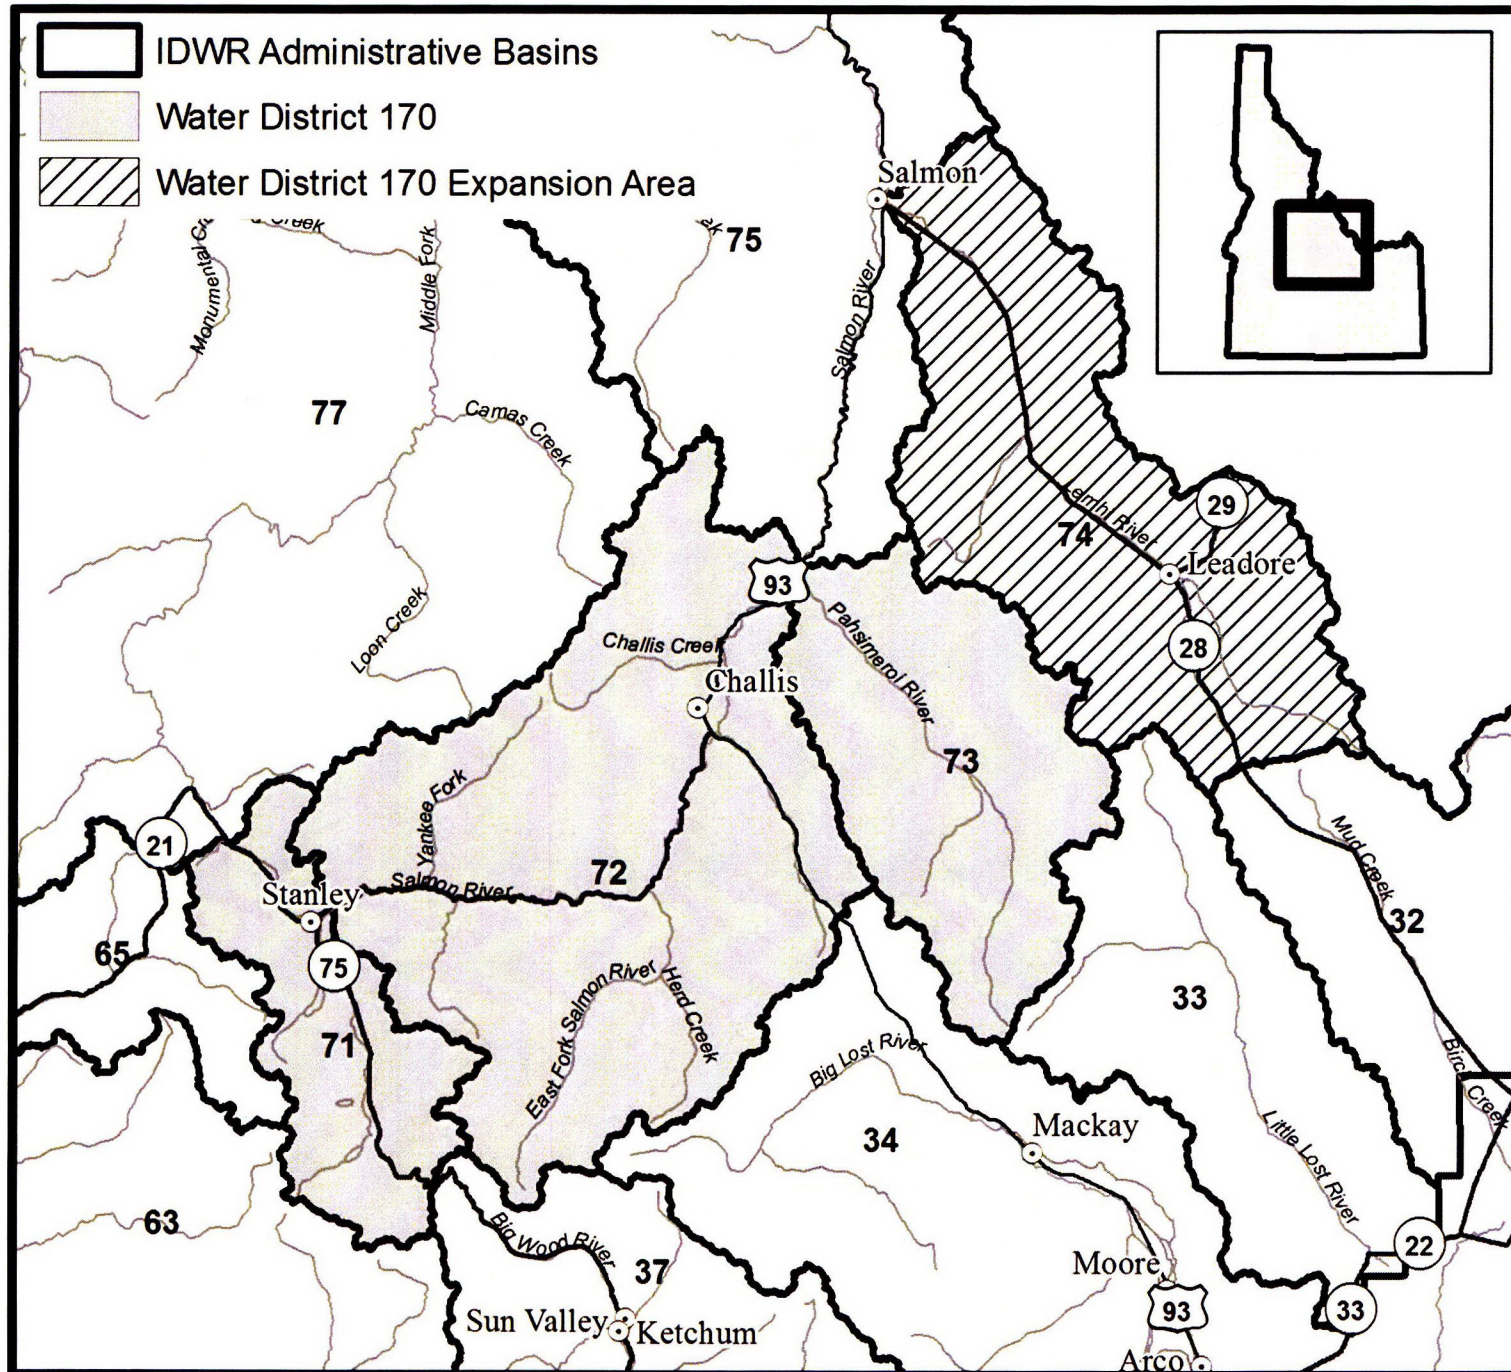 IDWR Administrative Basins
Water District 170
Water District 170 Expansion Area
Salmon
Creek
Monumental
Middle Fork
75
Salmon River
77
Camas Creek
29
Lemhi River
74
Leadore
93
Loon Creek
Challis Creek
Pahsimeroi River
28
Challis
73
Yankee Fork
21
72
Mud Creek
Stanley
Salmon River
32
65
75
East Fork Salmon River
Herd Creek
33
71
Big Lost River
Birch Creek
Mackay
34
Little Lost River
63
Big Wood River
22
37
Moore
Sun Valley
Ketchum
93
33
Arco